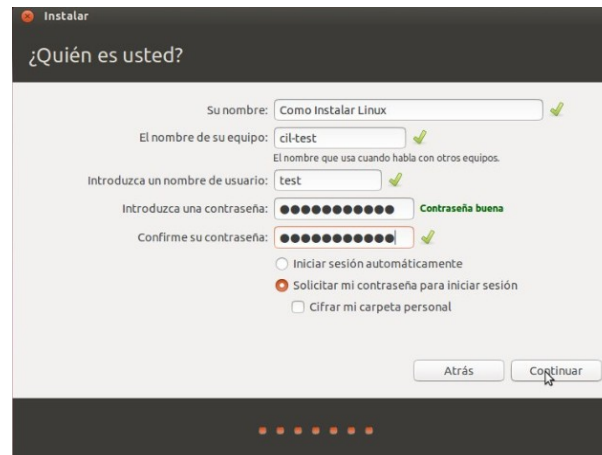 Instalar
¿Quién es usted?
Su nombre: Como Instalar Linux
El nombre de su equipo: cil-test
El nombre que usa cuando habla con otros equipos.
Introduzca un nombre de usuario: test
Introduzca una contraseña: ●●●●●●●●●●● Contraseña buena
Confirme su contraseña: ●●●●●●●●●●●
Iniciar sesión automáticamente
Solicitar mi contraseña para iniciar sesión
Cifrar mi carpeta personal
Atrás Continuar